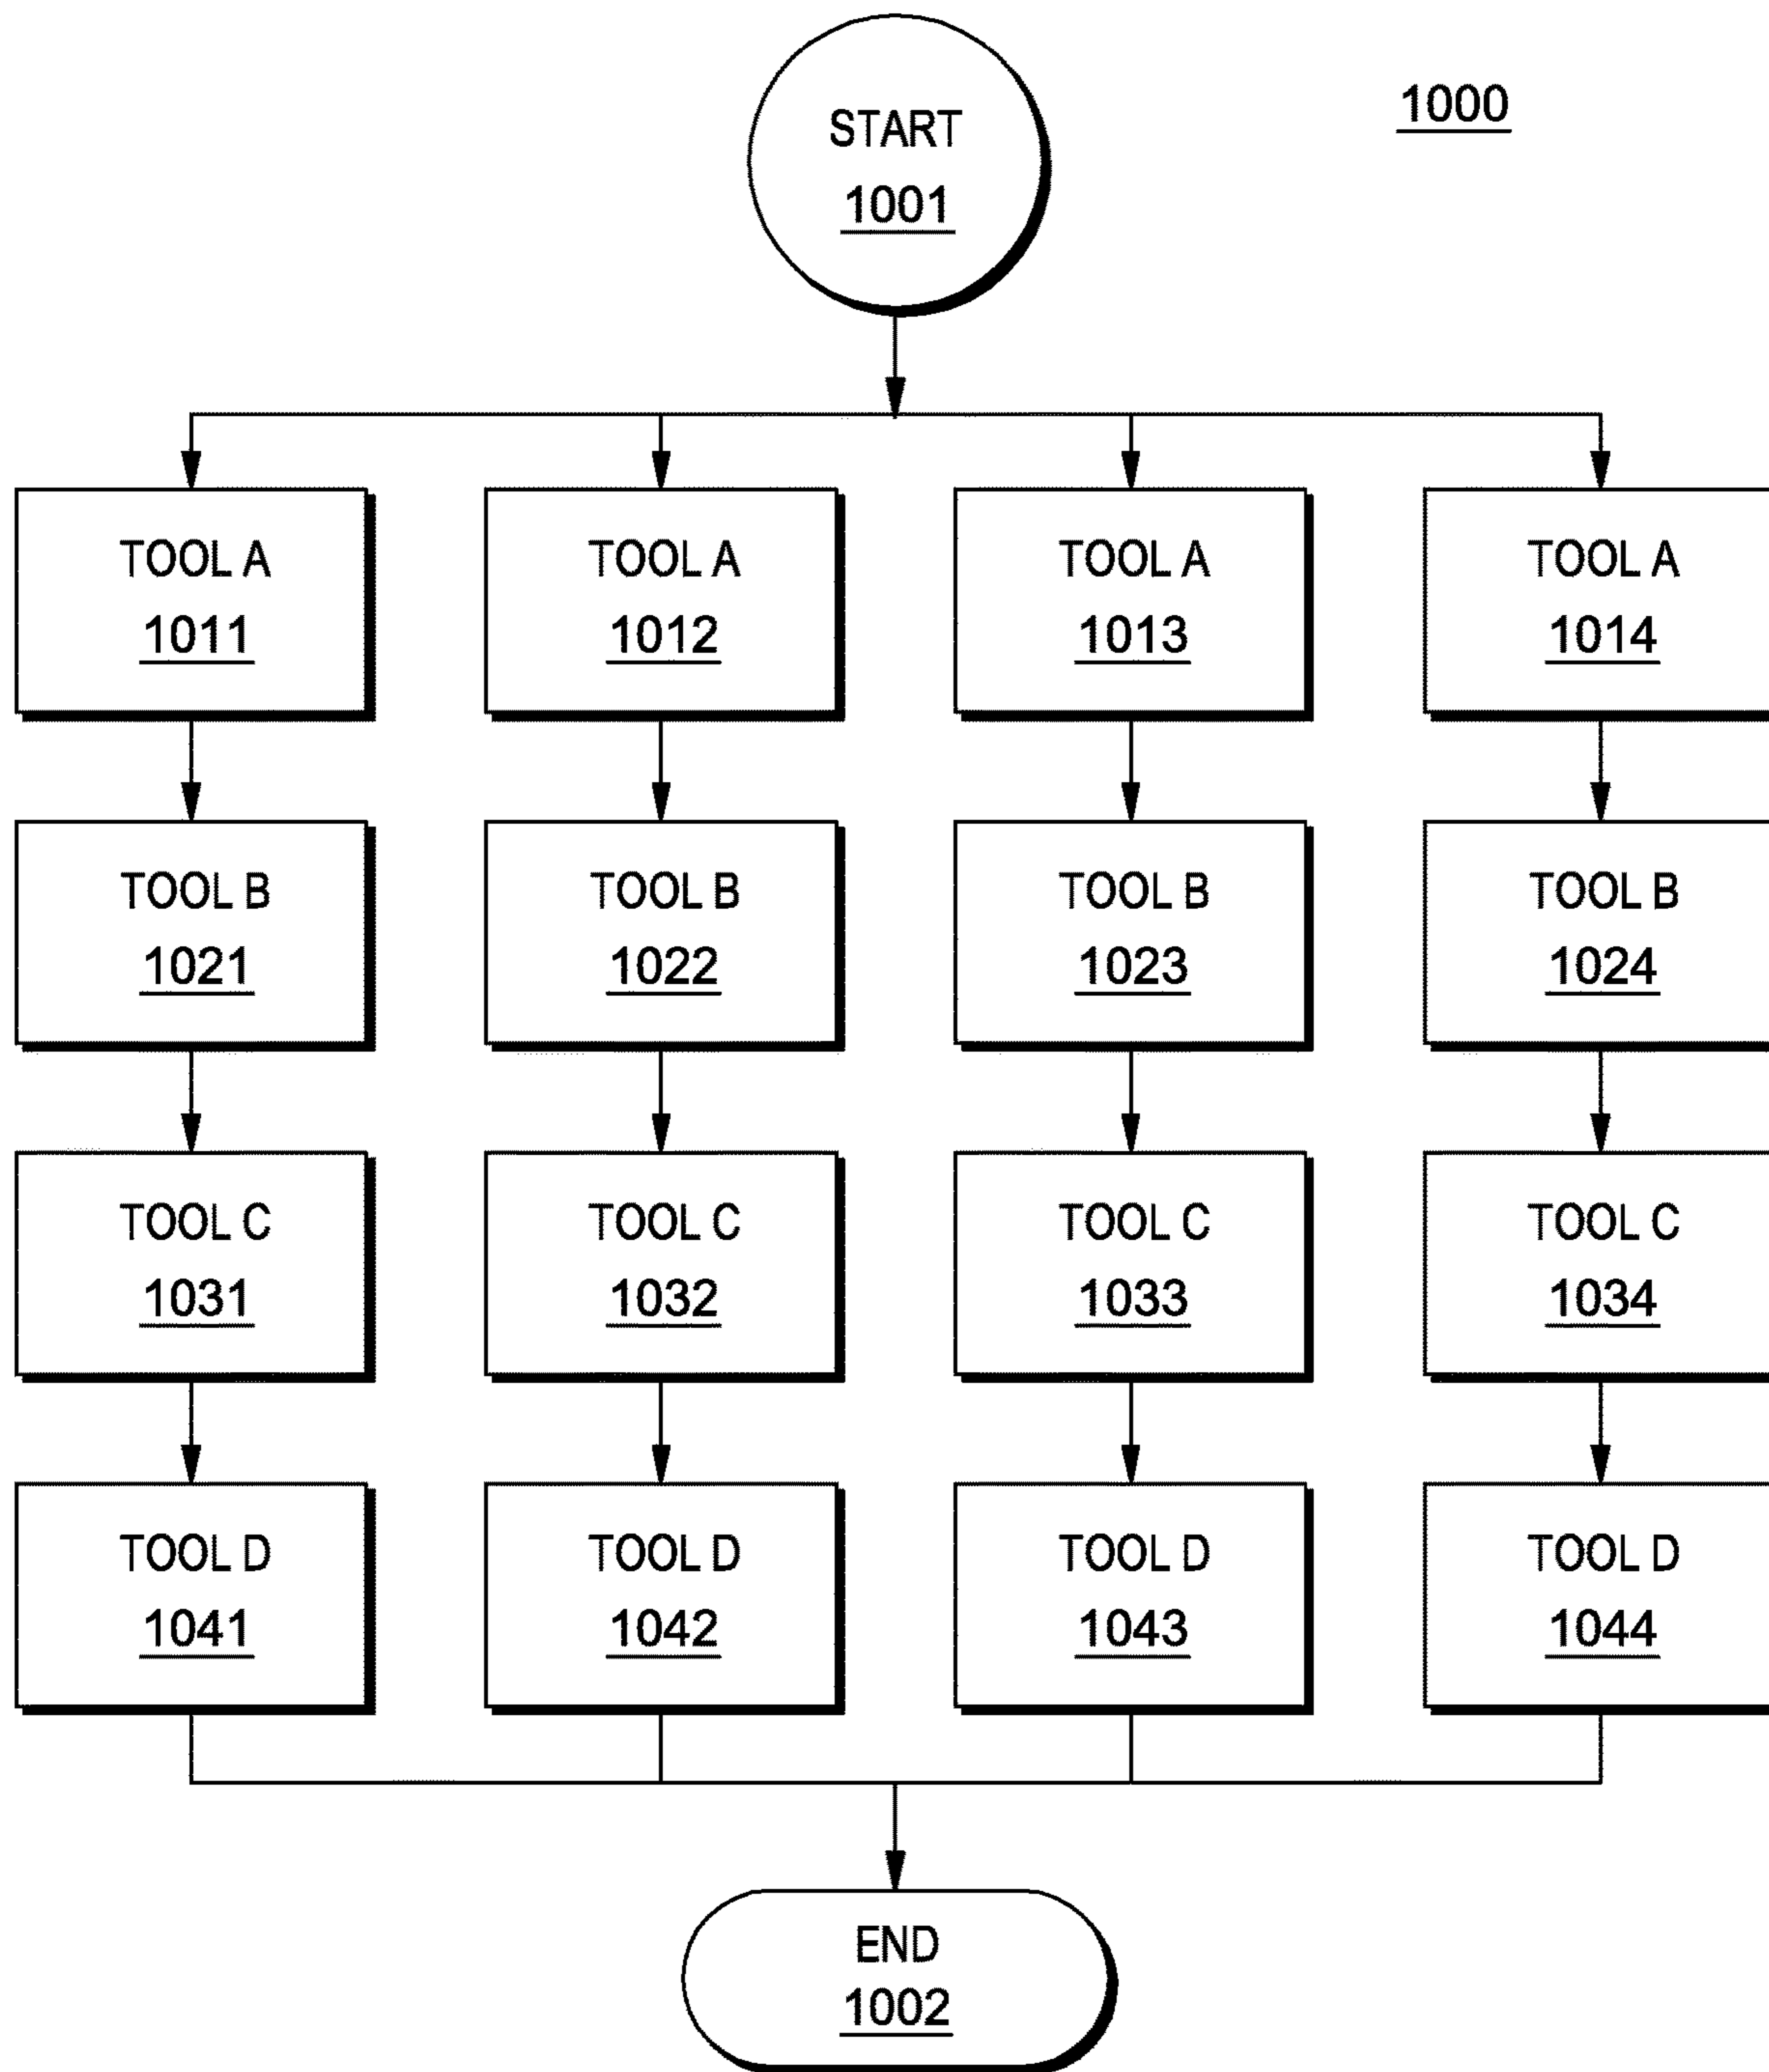 1000
START
1001
TOOL A
1011
TOOL A
1012
TOOL A
1013
TOOL A
1014
TOOL B
1021
TOOL B
1022
TOOL B
1023
TOOL B
1024
TOOL C
1031
TOOL C
1032
TOOL C
1033
TOOL C
1034
TOOL D
1041
TOOL D
1042
TOOL D
1043
TOOL D
1044
END
1002